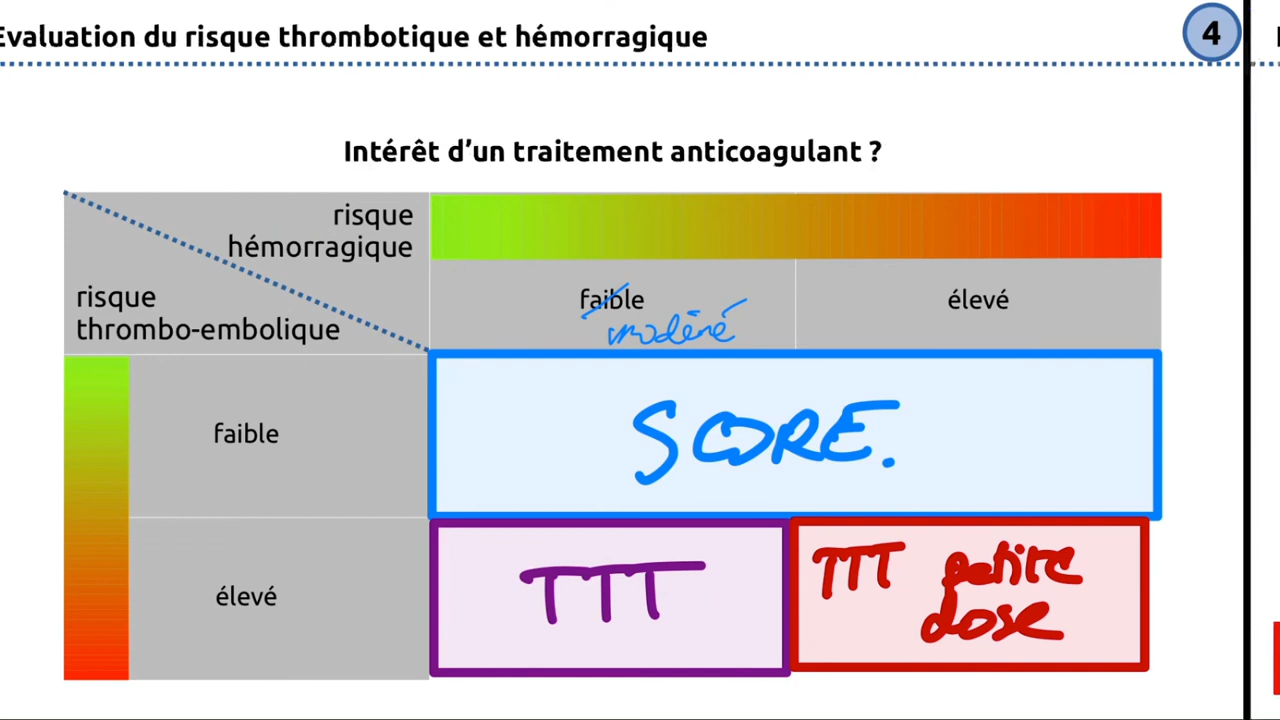 Evaluation du risque thrombotique et hémorragique
4
Intérêt d'un traitement anticoagulant ?
risque
hémorragique
risque
thrombo-embolique
faible
modéré
élevé
faible
SCORE.
élevé
TTT
TTT petite
dose